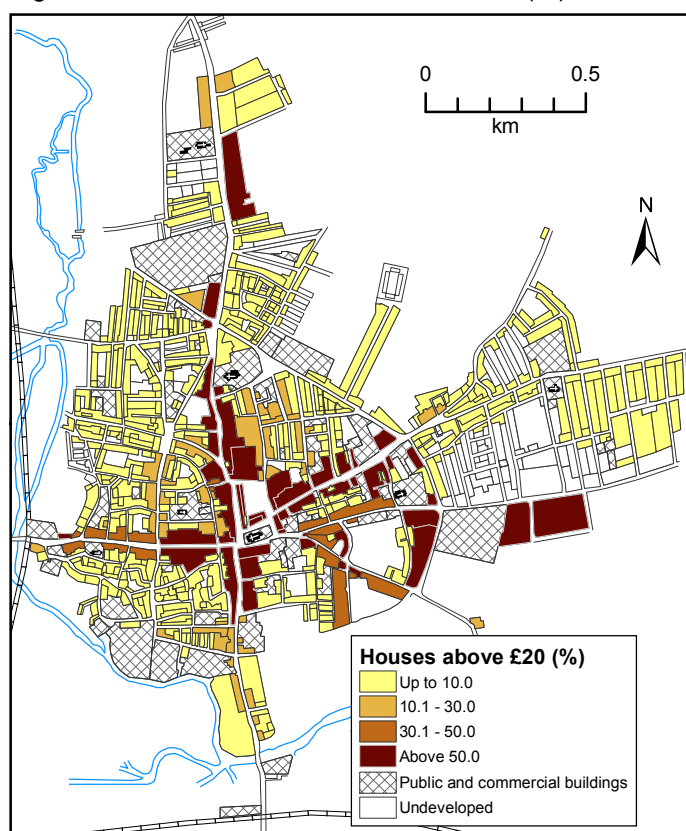 0 0.5
km
N
Houses above £20 (%)
Up to 10.0
10.1 - 30.0
30.1 - 50.0
Above 50.0
Public and commercial buildings
Undeveloped